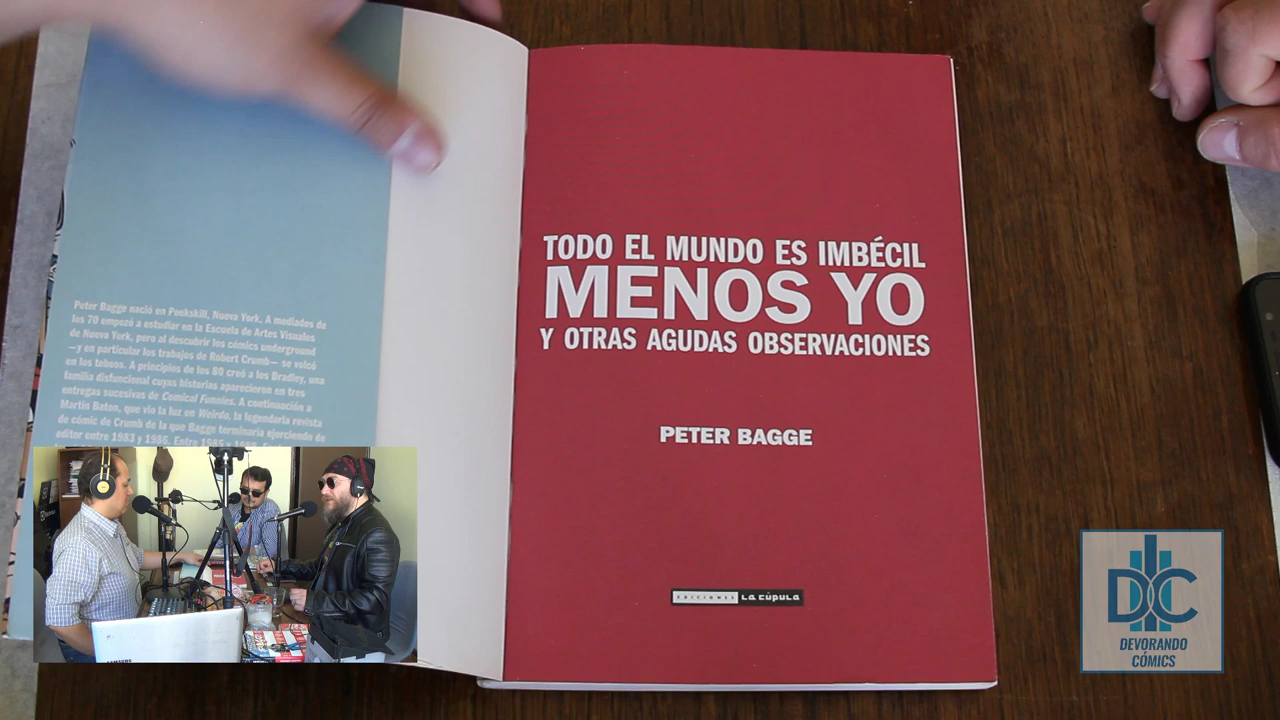 Peter Bagge nació en Peekskill, Nueva York. A mediados de
los 70 empezó a estudiar en la Escuela de Artes Visuales
de Nueva York, pero al descubrir los cómics underground
—y en particular los trabajos de Robert Crumb— se volcó
en los tebeos. A principios de los 80 creó a los Bradley, una
familia disfuncional cuyas historias aparecieron en tres
entregas sucesivas de Comical Funnies. A continuación a
Martin Baton, que vio la luz en Weirdo, la legendaria revista
de cómic de Crumb de la que Bagge terminaría ejerciendo de
editor entre 1983 y 1986. Entre
TODO EL MUNDO ES IMBÉCIL
MENOS YO
Y OTRAS AGUDAS OBSERVACIONES
PETER BAGGE
EDICIONES LA CÚPULA
SAMSUNG
DC
DEVORANDO
CÓMICS